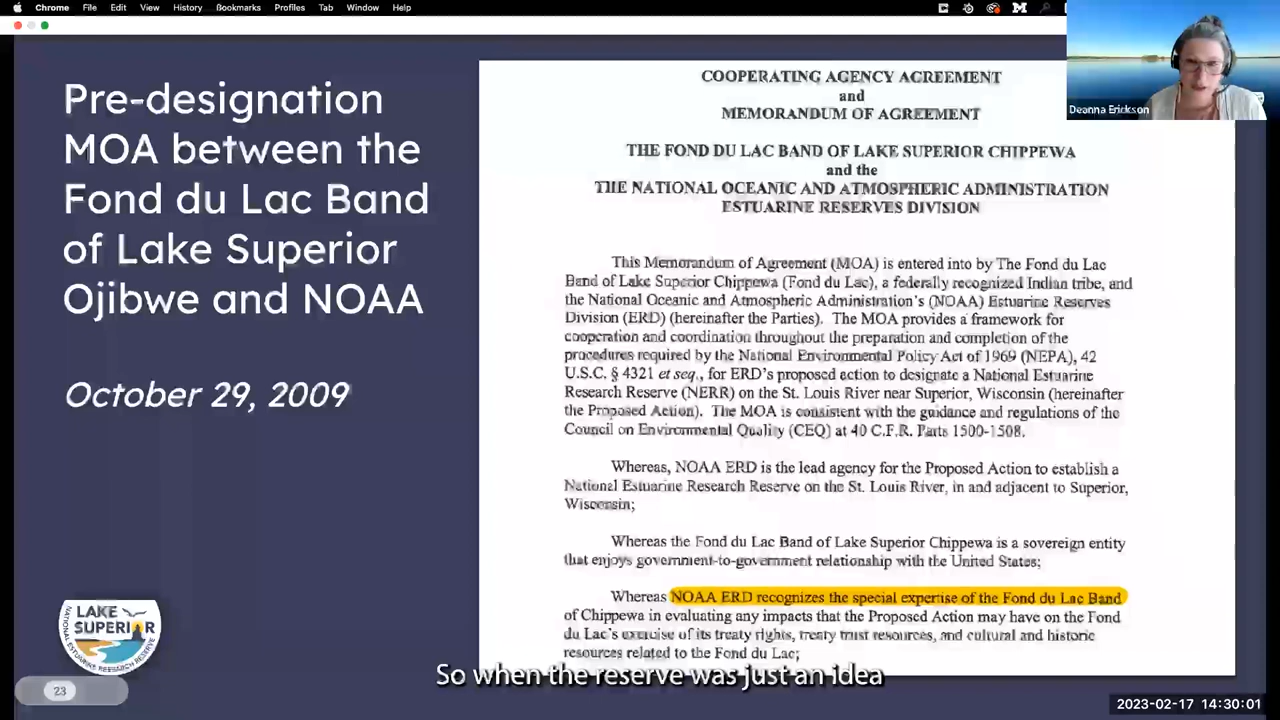 Chrome File Edit View History Bookmarks Profiles Tab Window Help
Deanna Erickson
Pre-designation
MOA between the
Fond du Lac Band
of Lake Superior
Ojibwe and NOAA
October 29, 2009
COOPERATING AGENCY AGREEMENT
and
MEMORANDUM OF AGREEMENT
THE FOND DU LAC BAND OF LAKE SUPERIOR CHIPPEWA
and the
THE NATIONAL OCEANIC AND ATMOSPHERIC ADMINISTRATION
ESTUARINE RESERVES DIVISION
This Memorandum of Agreement (MOA) is entered into by The Fond du Lac
Band of Lake Superior Chippewa (Fond du Lac), a federally recognized Indian tribe, and
the National Oceanic and Atmospheric Administration's (NOAA) Estuarine Reserves
Division (ERD) (hereinafter the Parties). The MOA provides a framework for
cooperation and coordination throughout the preparation and completion of the
procedures required by the National Environmental Policy Act of 1969 (NEPA), 42
U.S.C. § 4321 et seq., for ERD's proposed action to designate a National Estuarine
Research Reserve (NERR) on the St. Louis River near Superior, Wisconsin (hereinafter
the Proposed Action). The MOA is consistent with the guidance and regulations of the
Council on Environmental Quality (CEQ) at 40 C.F.R. Parts 1500-1508.
Whereas, NOAA ERD is the lead agency for the Proposed Action to establish a
National Estuarine Research Reserve on the St. Louis River, in and adjacent to Superior,
Wisconsin;
Whereas the Fond du Lac Band of Lake Superior Chippewa is a sovereign entity
that enjoys government-to-government relationship with the United States;
Whereas NOAA ERD recognizes the special expertise of the Fond du Lac Band
of Chippewa in evaluating any impacts that the Proposed Action may have on the Fond
du Lac's exercise of its treaty rights, treaty trust resources, and cultural and historic
resources related to the Fond du Lac;
LAKE
SUPERIOR
NATIONAL ESTUARINE RESEARCH RESERVE
23
So when the reserve was just an idea
2023-02-17 14:30:01